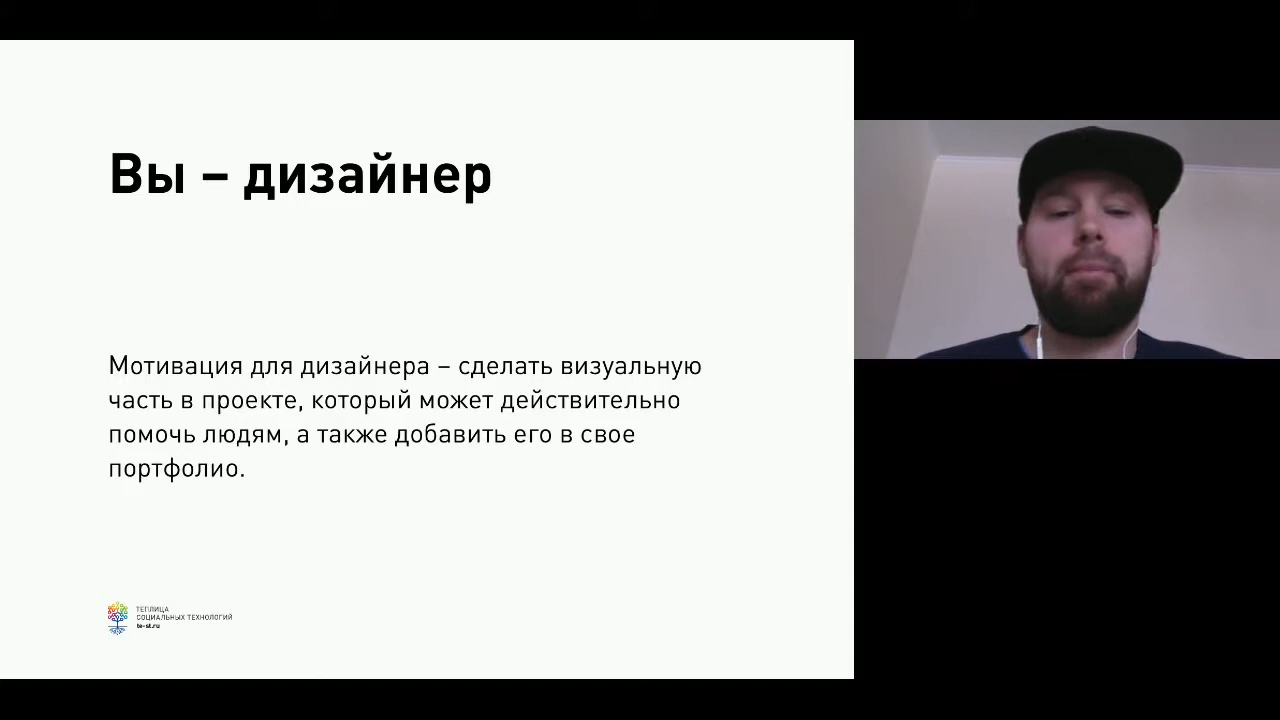 Вы – дизайнер
Мотивация для дизайнера – сделать визуальную
часть в проекте, который может действительно
помочь людям, а также добавить его в свое
портфолио.
ТЕПЛИЦА
СОЦИАЛЬНЫХ ТЕХНОЛОГИЙ
te-st.ru